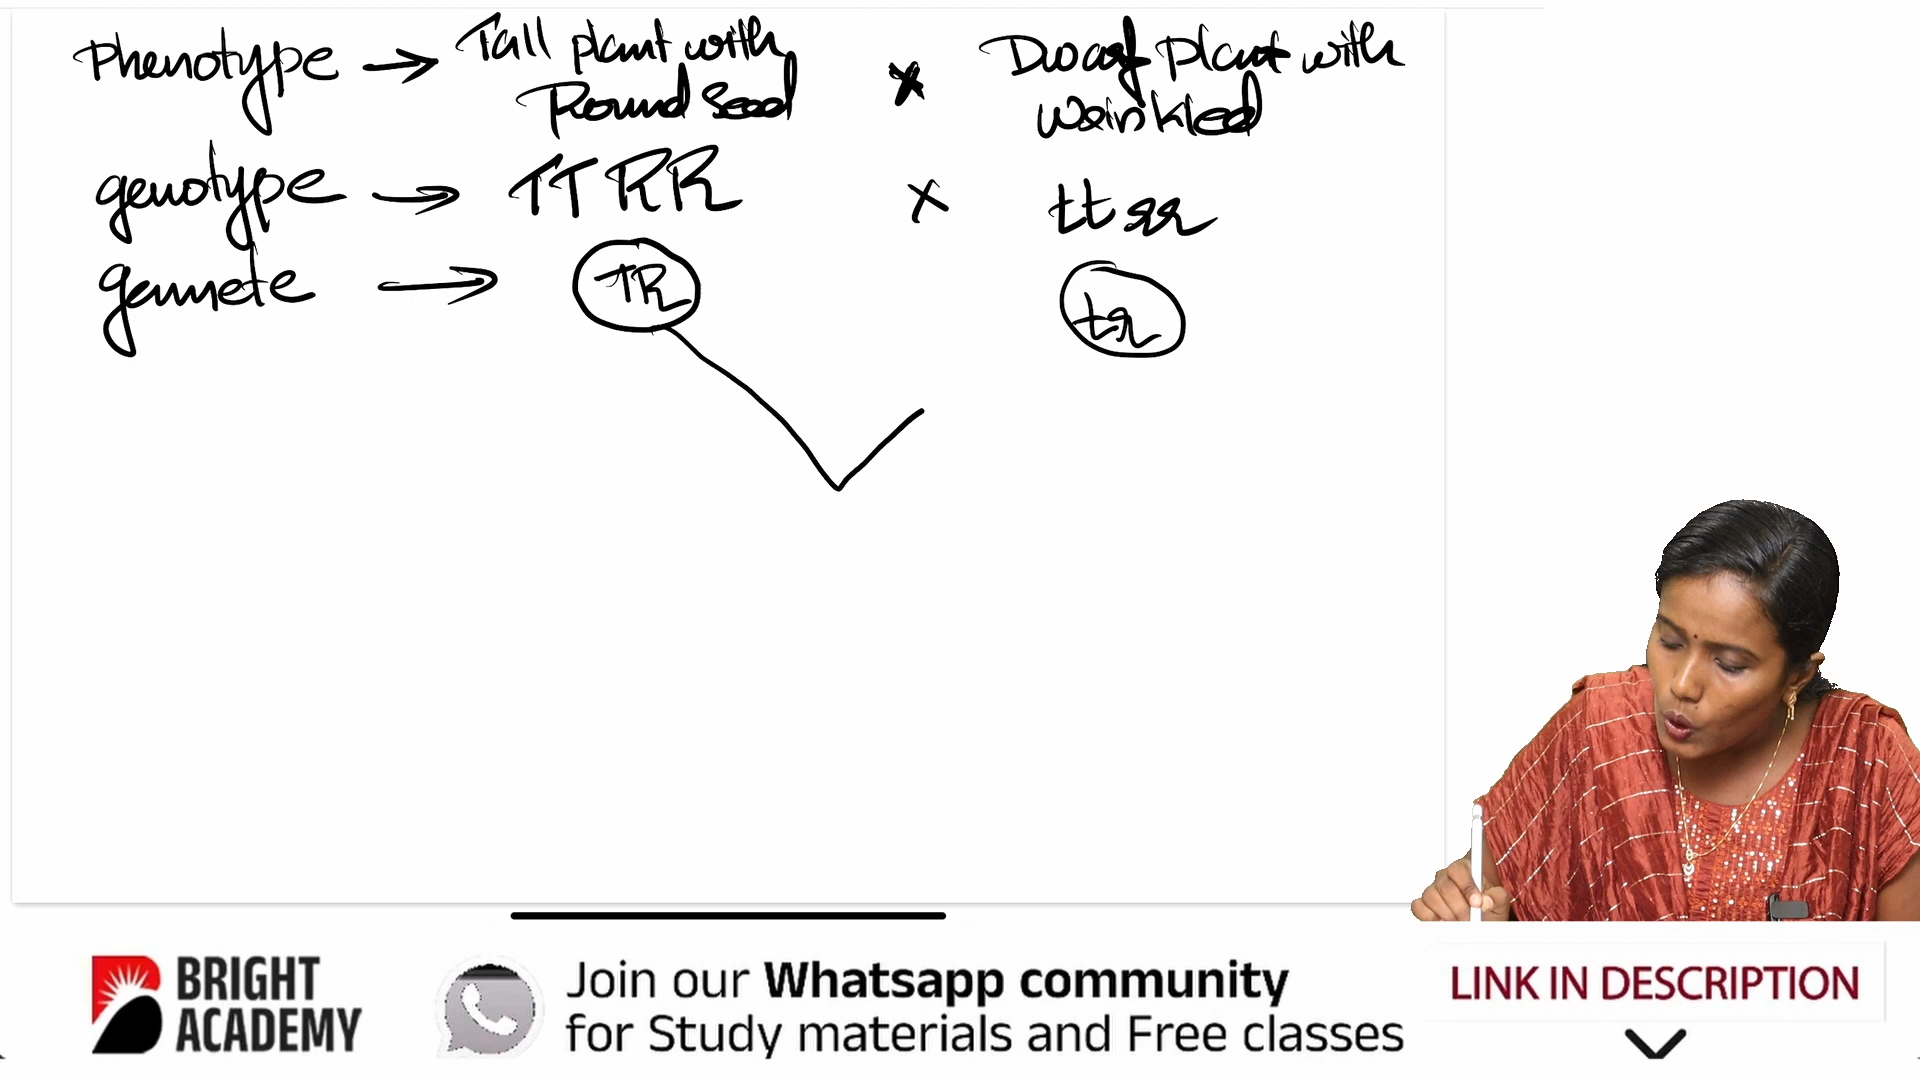 Phenotype → Tall plant with Round Seed × Dwarf plant with wrinkled
genotype → TTRR × ttrr
gamete → TR tr
BRIGHT ACADEMY
Join our Whatsapp community
for Study materials and Free classes
LINK IN DESCRIPTION